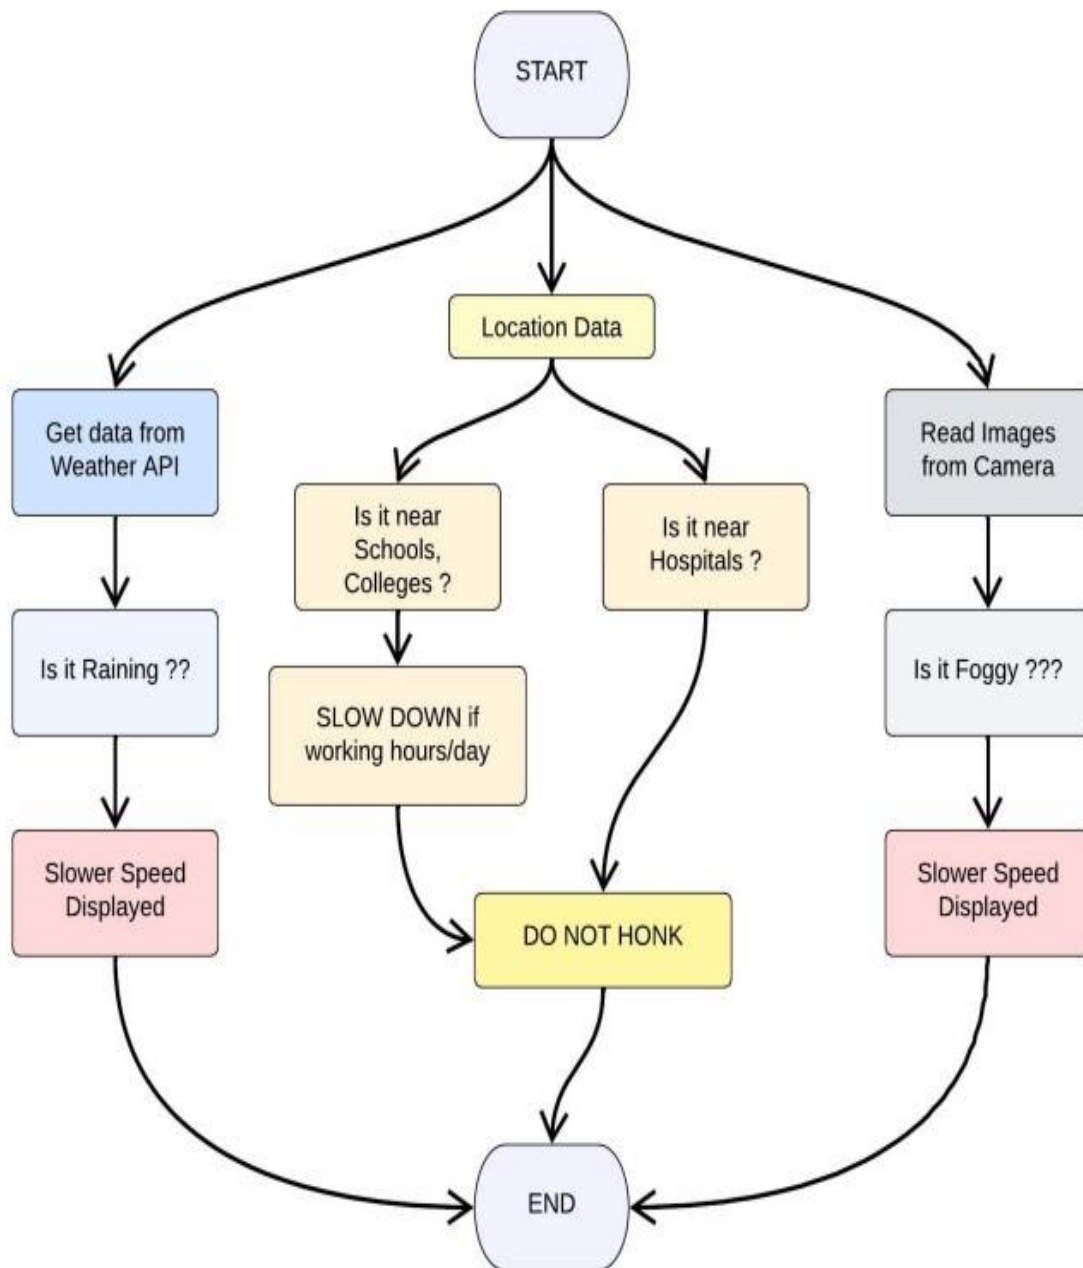 START
Location Data
Get data from
Weather API
Read Images
from Camera
Is it near
Schools,
Colleges ?
Is it near
Hospitals ?
Is it Raining ??
Is it Foggy ???
SLOW DOWN if
working hours/day
Slower Speed
Displayed
Slower Speed
Displayed
DO NOT HONK
END